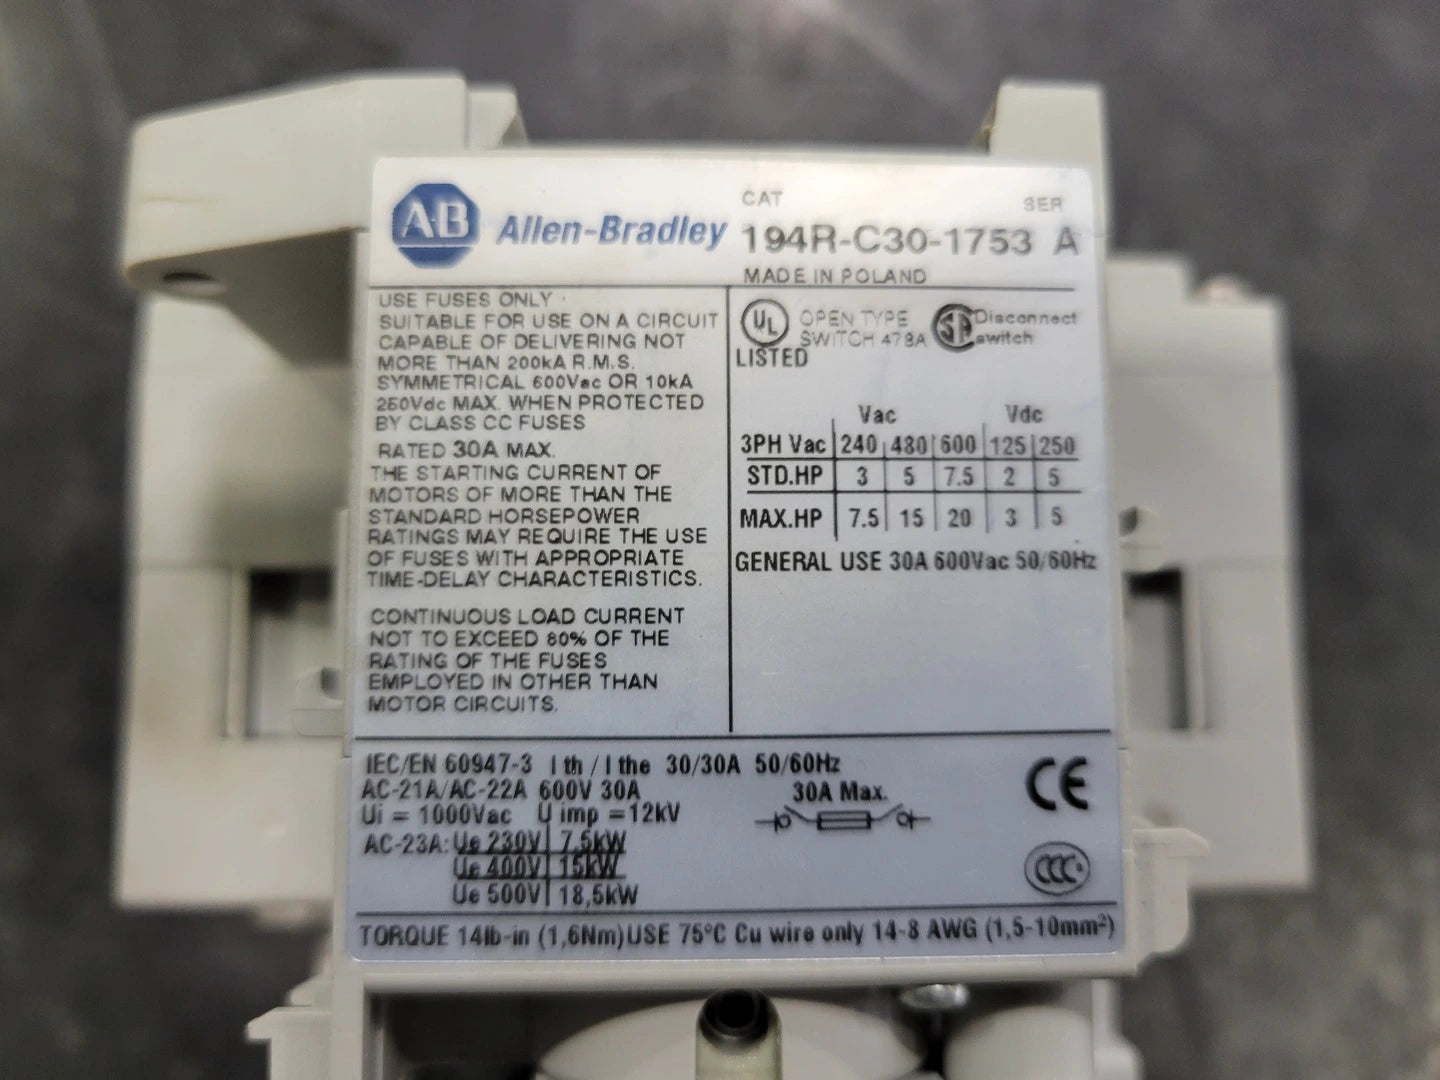 AB Allen-Bradley
CAT
SER
194R-C30-1753 A
MADE IN POLAND
USE FUSES ONLY
SUITABLE FOR USE ON A CIRCUIT
CAPABLE OF DELIVERING NOT
MORE THAN 200kA R.M.S.
SYMMETRICAL 600Vac OR 10kA
250Vdc MAX. WHEN PROTECTED
BY CLASS CC FUSES
RATED 30A MAX.
THE STARTING CURRENT OF
MOTORS OF MORE THAN THE
STANDARD HORSEPOWER
RATINGS MAY REQUIRE THE USE
OF FUSES WITH APPROPRIATE
TIME-DELAY CHARACTERISTICS.
CONTINUOUS LOAD CURRENT
NOT TO EXCEED 80% OF THE
RATING OF THE FUSES
EMPLOYED IN OTHER THAN
MOTOR CIRCUITS.
UL
OPEN TYPE
SWITCH 478A
LISTED
SA
Disconnect
switch
Vac Vdc
3PH Vac 240 480 600 125 250
STD.HP 3 5 7.5 2 5
MAX.HP 7.5 15 20 3 5
GENERAL USE 30A 600Vac 50/60Hz
IEC/EN 60947-3 I th / I the 30/30A 50/60Hz
AC-21A/AC-22A 600V 30A
Ui = 1000Vac U imp =12kV
AC-23A: Ue 230V 7.5kW
Ue 400V 15kW
Ue 500V 18,5kW
30A Max.
CE
CCC
TORQUE 14lb-in (1,6Nm) USE 75°C Cu wire only 14-8 AWG (1,5-10mm²)